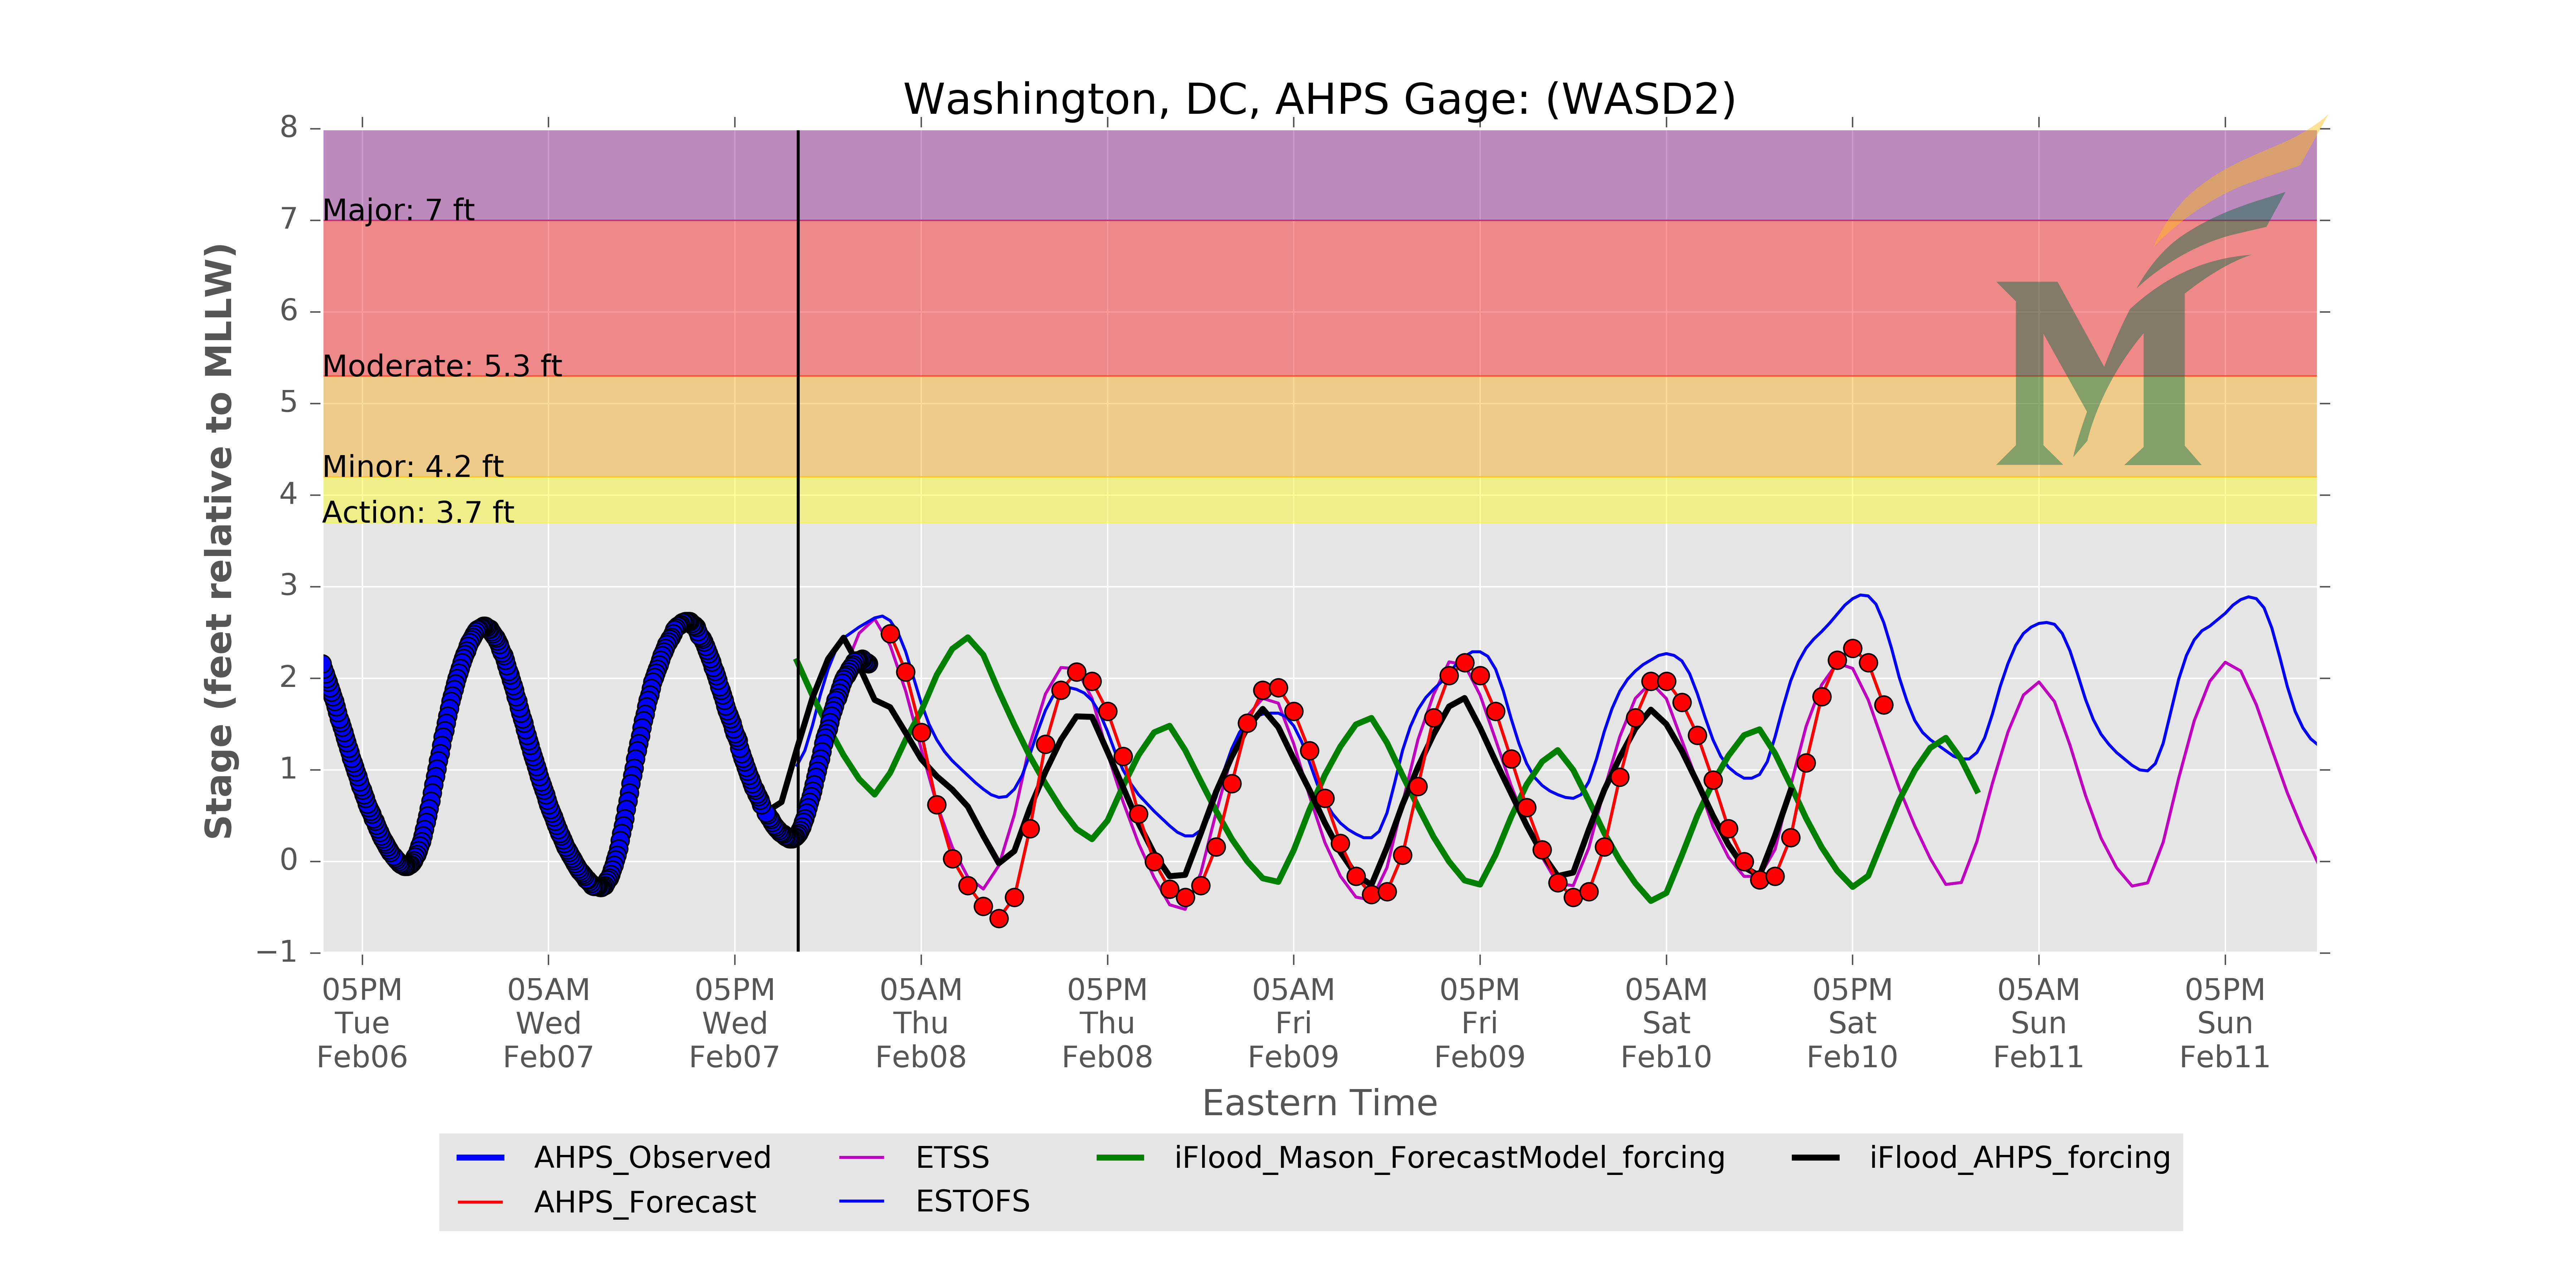 Washington, DC, AHPS Gage: (WASD2)
8
7
6
5
4
3
2
1
0
−1
Stage (feet relative to MLLW)
Major: 7 ft
Moderate: 5.3 ft
Minor: 4.2 ft
Action: 3.7 ft
M
05PM 05AM 05PM 05AM 05PM 05AM 05PM 05AM 05PM 05AM 05PM
Tue Wed Wed Thu Thu Fri Fri Sat Sat Sun Sun
Feb06 Feb07 Feb07 Feb08 Feb08 Feb09 Feb09 Feb10 Feb10 Feb11 Feb11
Eastern Time
AHPS_Observed ETSS iFlood_Mason_ForecastModel_forcing iFlood_AHPS_forcing
AHPS_Forecast ESTOFS